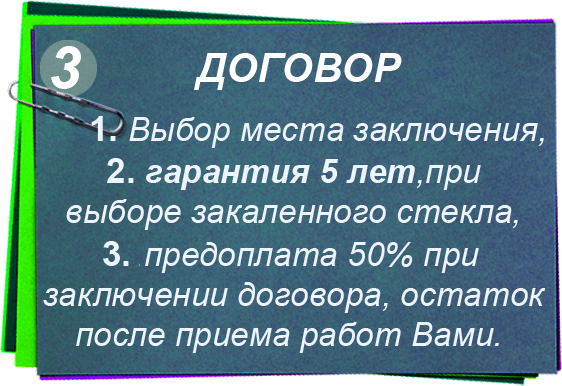 3 ДОГОВОР
1. Выбор места заключения,
2. гарантия 5 лет,при
выборе закаленного стекла,
3. предоплата 50% при
заключении договора, остаток
после приема работ Вами.